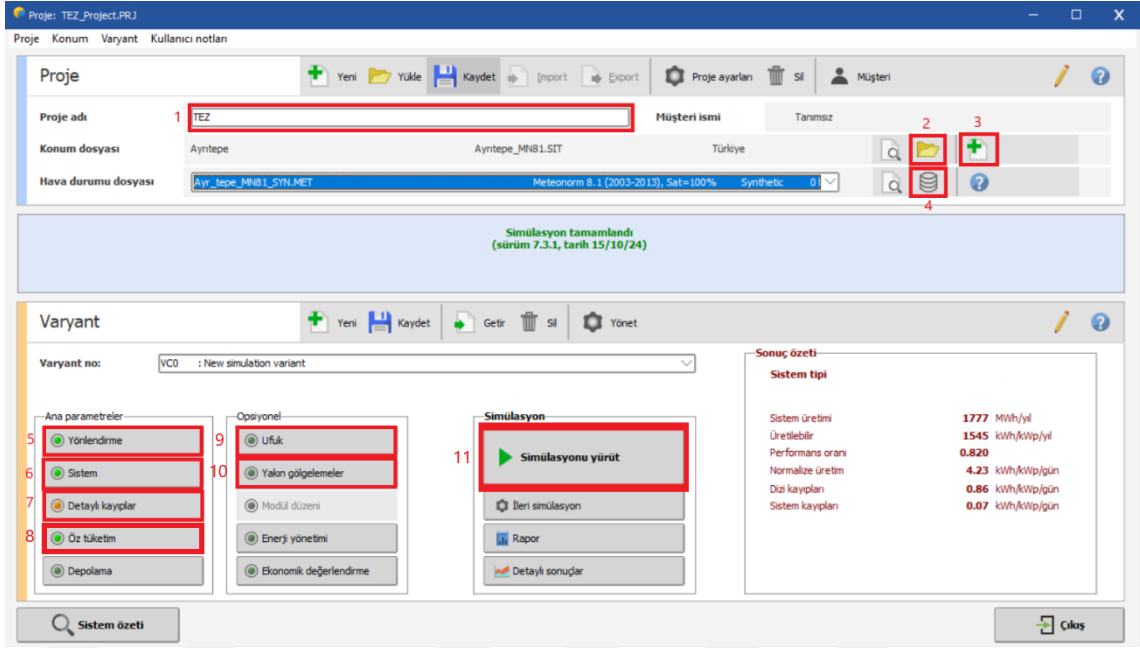 Proje: TEZ_Project.PRJ
Proje Konum Varyant Kullanıcı notları
Proje Yeni Yükle Kaydet Import Export Proje ayarları Sil Müşteri
Proje adı 1 TEZ Müşteri ismi Tanımsız
2 3
Konum dosyası Ayrıtepe Ayrıtepe_MN81.SIT Türkiye
Hava durumu dosyası Ayr_tepe_MN81_SYN.MET Meteonorm 8.1 (2003-2013), Sat=100% Synthetic 0
4
Simülasyon tamamlandı
(sürüm 7.3.1, tarih 15/10/24)
Varyant Yeni Kaydet Getir Sil Yönet
Varyant no: VC0 : New simulation variant
Sonuç özeti
Sistem tipi
Ana parametreler Opsiyonel Simülasyon
Sistem üretimi 1777 MWh/yıl
5 Yönlendirme 9 Ufuk
Üretilebilir 1545 kWh/kWp/yıl
11 Simülasyonu yürüt
Performans oranı 0.820
6 Sistem 10 Yakın gölgelemeler
Normalize üretim 4.23 kWh/kWp/gün
Dizi kayıpları 0.86 kWh/kWp/gün
7 Detaylı kayıplar Modül düzeni İleri simülasyon
Sistem kayıpları 0.07 kWh/kWp/gün
8 Öz tüketim Enerji yönetimi Rapor
Depolama Ekonomik değerlendirme Detaylı sonuçlar
Sistem özeti Çıkış